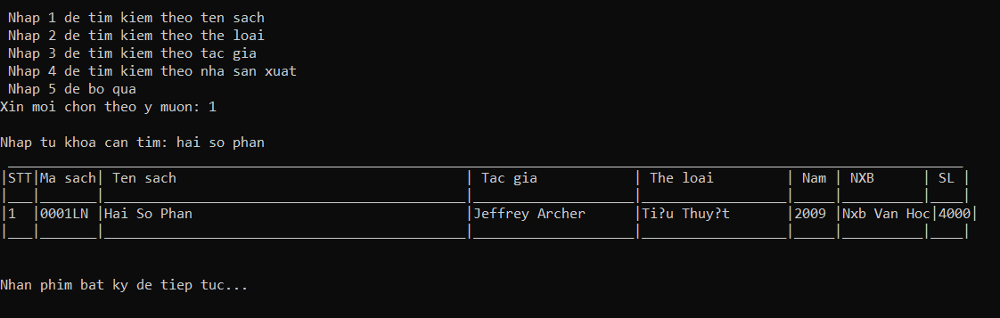 Nhap 1 de tim kiem theo ten sach
Nhap 2 de tim kiem theo the loai
Nhap 3 de tim kiem theo tac gia
Nhap 4 de tim kiem theo nha san xuat
Nhap 5 de bo qua
Xin moi chon theo y muon: 1
Nhap tu khoa can tim: hai so phan
|STT|Ma sach| Ten sach | Tac gia | The loai | Nam | NXB | SL |
|1 |0001LN |Hai So Phan |Jeffrey Archer |Ti?u Thuy?t |2009 |Nxb Van Hoc|4000|
Nhan phim bat ky de tiep tuc...